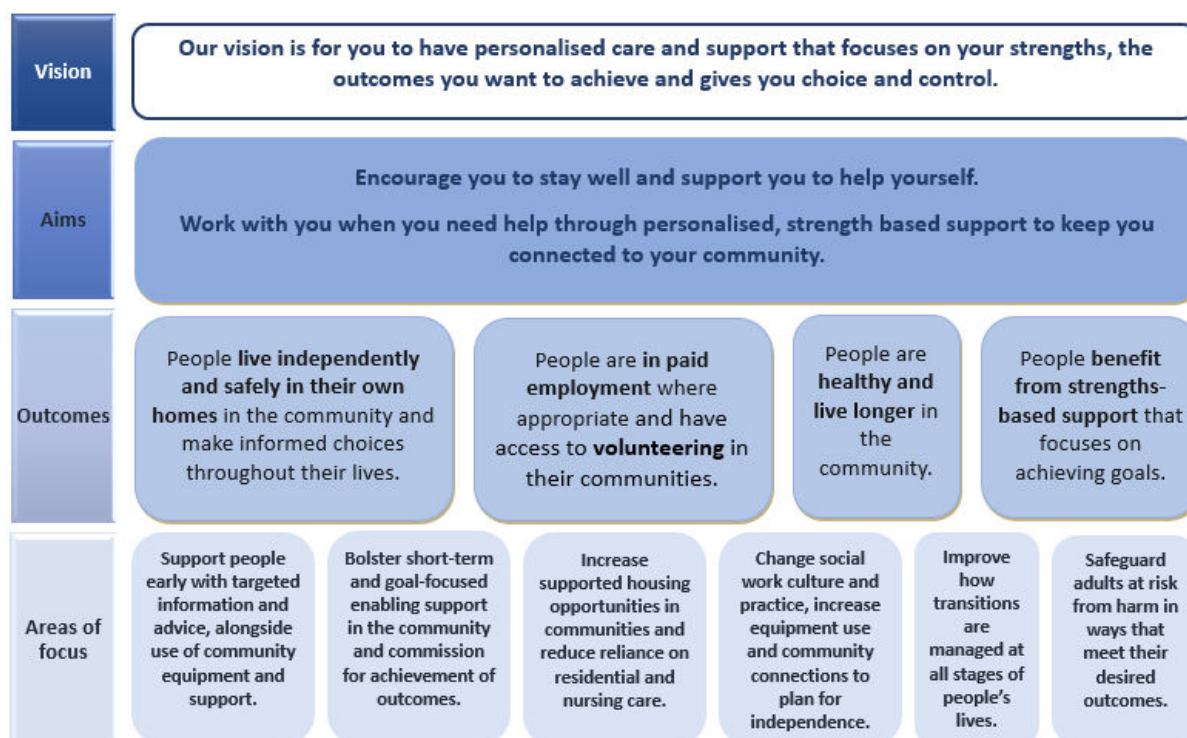 Vision
Our vision is for you to have personalised care and support that focuses on your strengths, the
outcomes you want to achieve and gives you choice and control.
Aims
Encourage you to stay well and support you to help yourself.
Work with you when you need help through personalised, strength based support to keep you
connected to your community.
Outcomes
People live independently
and safely in their own
homes in the community and
make informed choices
throughout their lives.
People are in paid
employment where
appropriate and have
access to volunteering in
their communities.
People are
healthy and
live longer in
the
community.
People benefit
from strengths-
based support that
focuses on
achieving goals.
Areas of
focus
Support people
early with targeted
information and
advice, alongside
use of community
equipment and
support.
Bolster short-term
and goal-focused
enabling support
in the community
and commission
for achievement of
outcomes.
Increase
supported housing
opportunities in
communities and
reduce reliance on
residential and
nursing care.
Change social
work culture and
practice, increase
equipment use
and community
connections to
plan for
independence.
Improve
how
transitions
are
managed at
all stages of
people's
lives.
Safeguard
adults at risk
from harm in
ways that
meet their
desired
outcomes.